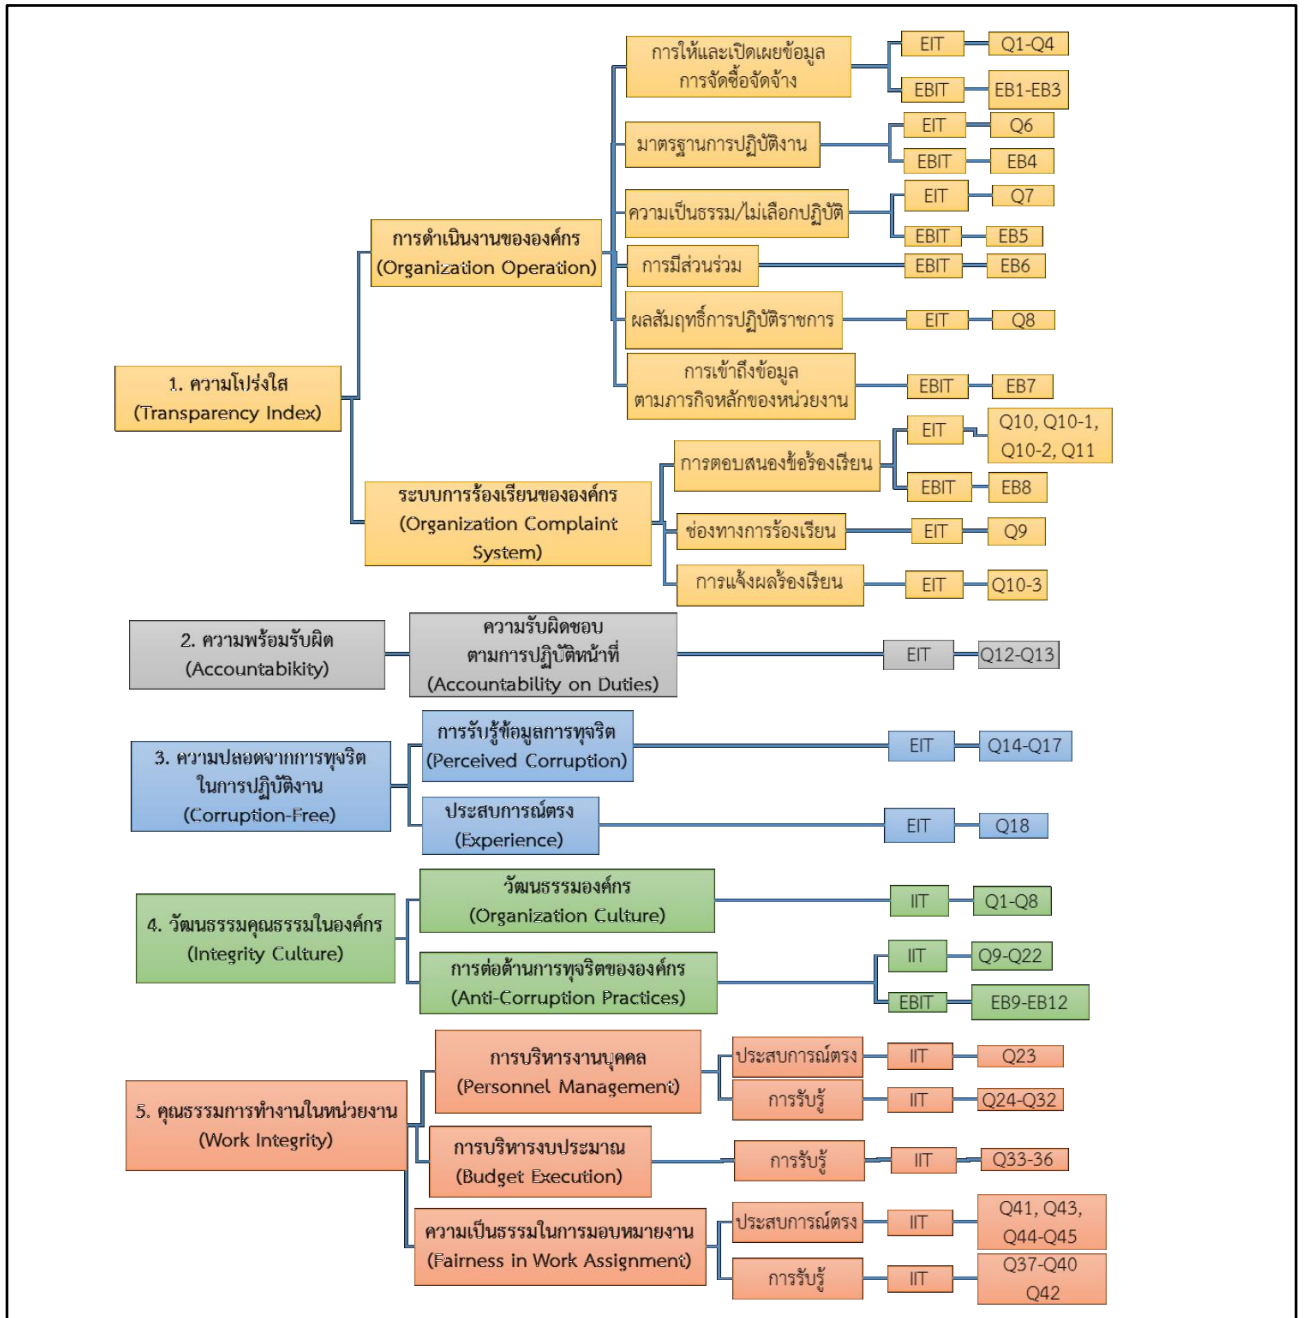 การให้และเปิดเผยข้อมูล
การจัดซื้อจัดจ้าง
EIT
Q1-Q4
EBIT
EB1-EB3
มาตรฐานการปฏิบัติงาน
EIT
Q6
EBIT
EB4
ความเป็นธรรม/ไม่เลือกปฏิบัติ
EIT
Q7
EBIT
EB5
การดำเนินงานขององค์กร
(Organization Operation)
การมีส่วนร่วม
EBIT
EB6
ผลสัมฤทธิ์การปฏิบัติราชการ
EIT
Q8
1. ความโปร่งใส
(Transparency Index)
การเข้าถึงข้อมูล
ตามภารกิจหลักของหน่วยงาน
EBIT
EB7
การตอบสนองข้อร้องเรียน
EIT
Q10, Q10-1,
Q10-2, Q11
EBIT
EB8
ระบบการร้องเรียนขององค์กร
(Organization Complaint
System)
ช่องทางการร้องเรียน
EIT
Q9
การแจ้งผลร้องเรียน
EIT
Q10-3
2. ความพร้อมรับผิด
(Accountabikity)
ความรับผิดชอบ
ตามการปฏิบัติหน้าที่
(Accountability on Duties)
EIT
Q12-Q13
3. ความปลอดจากการทุจริต
ในการปฏิบัติงาน
(Corruption-Free)
การรับรู้ข้อมูลการทุจริต
(Perceived Corruption)
EIT
Q14-Q17
ประสบการณ์ตรง
(Experience)
EIT
Q18
4. วัฒนธรรมคุณธรรมในองค์กร
(Integrity Culture)
วัฒนธรรมองค์กร
(Organization Culture)
IIT
Q1-Q8
การต่อต้านการทุจริตขององค์กร
(Anti-Corruption Practices)
IIT
Q9-Q22
EBIT
EB9-EB12
5. คุณธรรมการทำงานในหน่วยงาน
(Work Integrity)
การบริหารงานบุคคล
(Personnel Management)
ประสบการณ์ตรง
IIT
Q23
การรับรู้
IIT
Q24-Q32
การบริหารงบประมาณ
(Budget Execution)
การรับรู้
IIT
Q33-36
ความเป็นธรรมในการมอบหมายงาน
(Fairness in Work Assignment)
ประสบการณ์ตรง
IIT
Q41, Q43,
Q44-Q45
การรับรู้
IIT
Q37-Q40
Q42